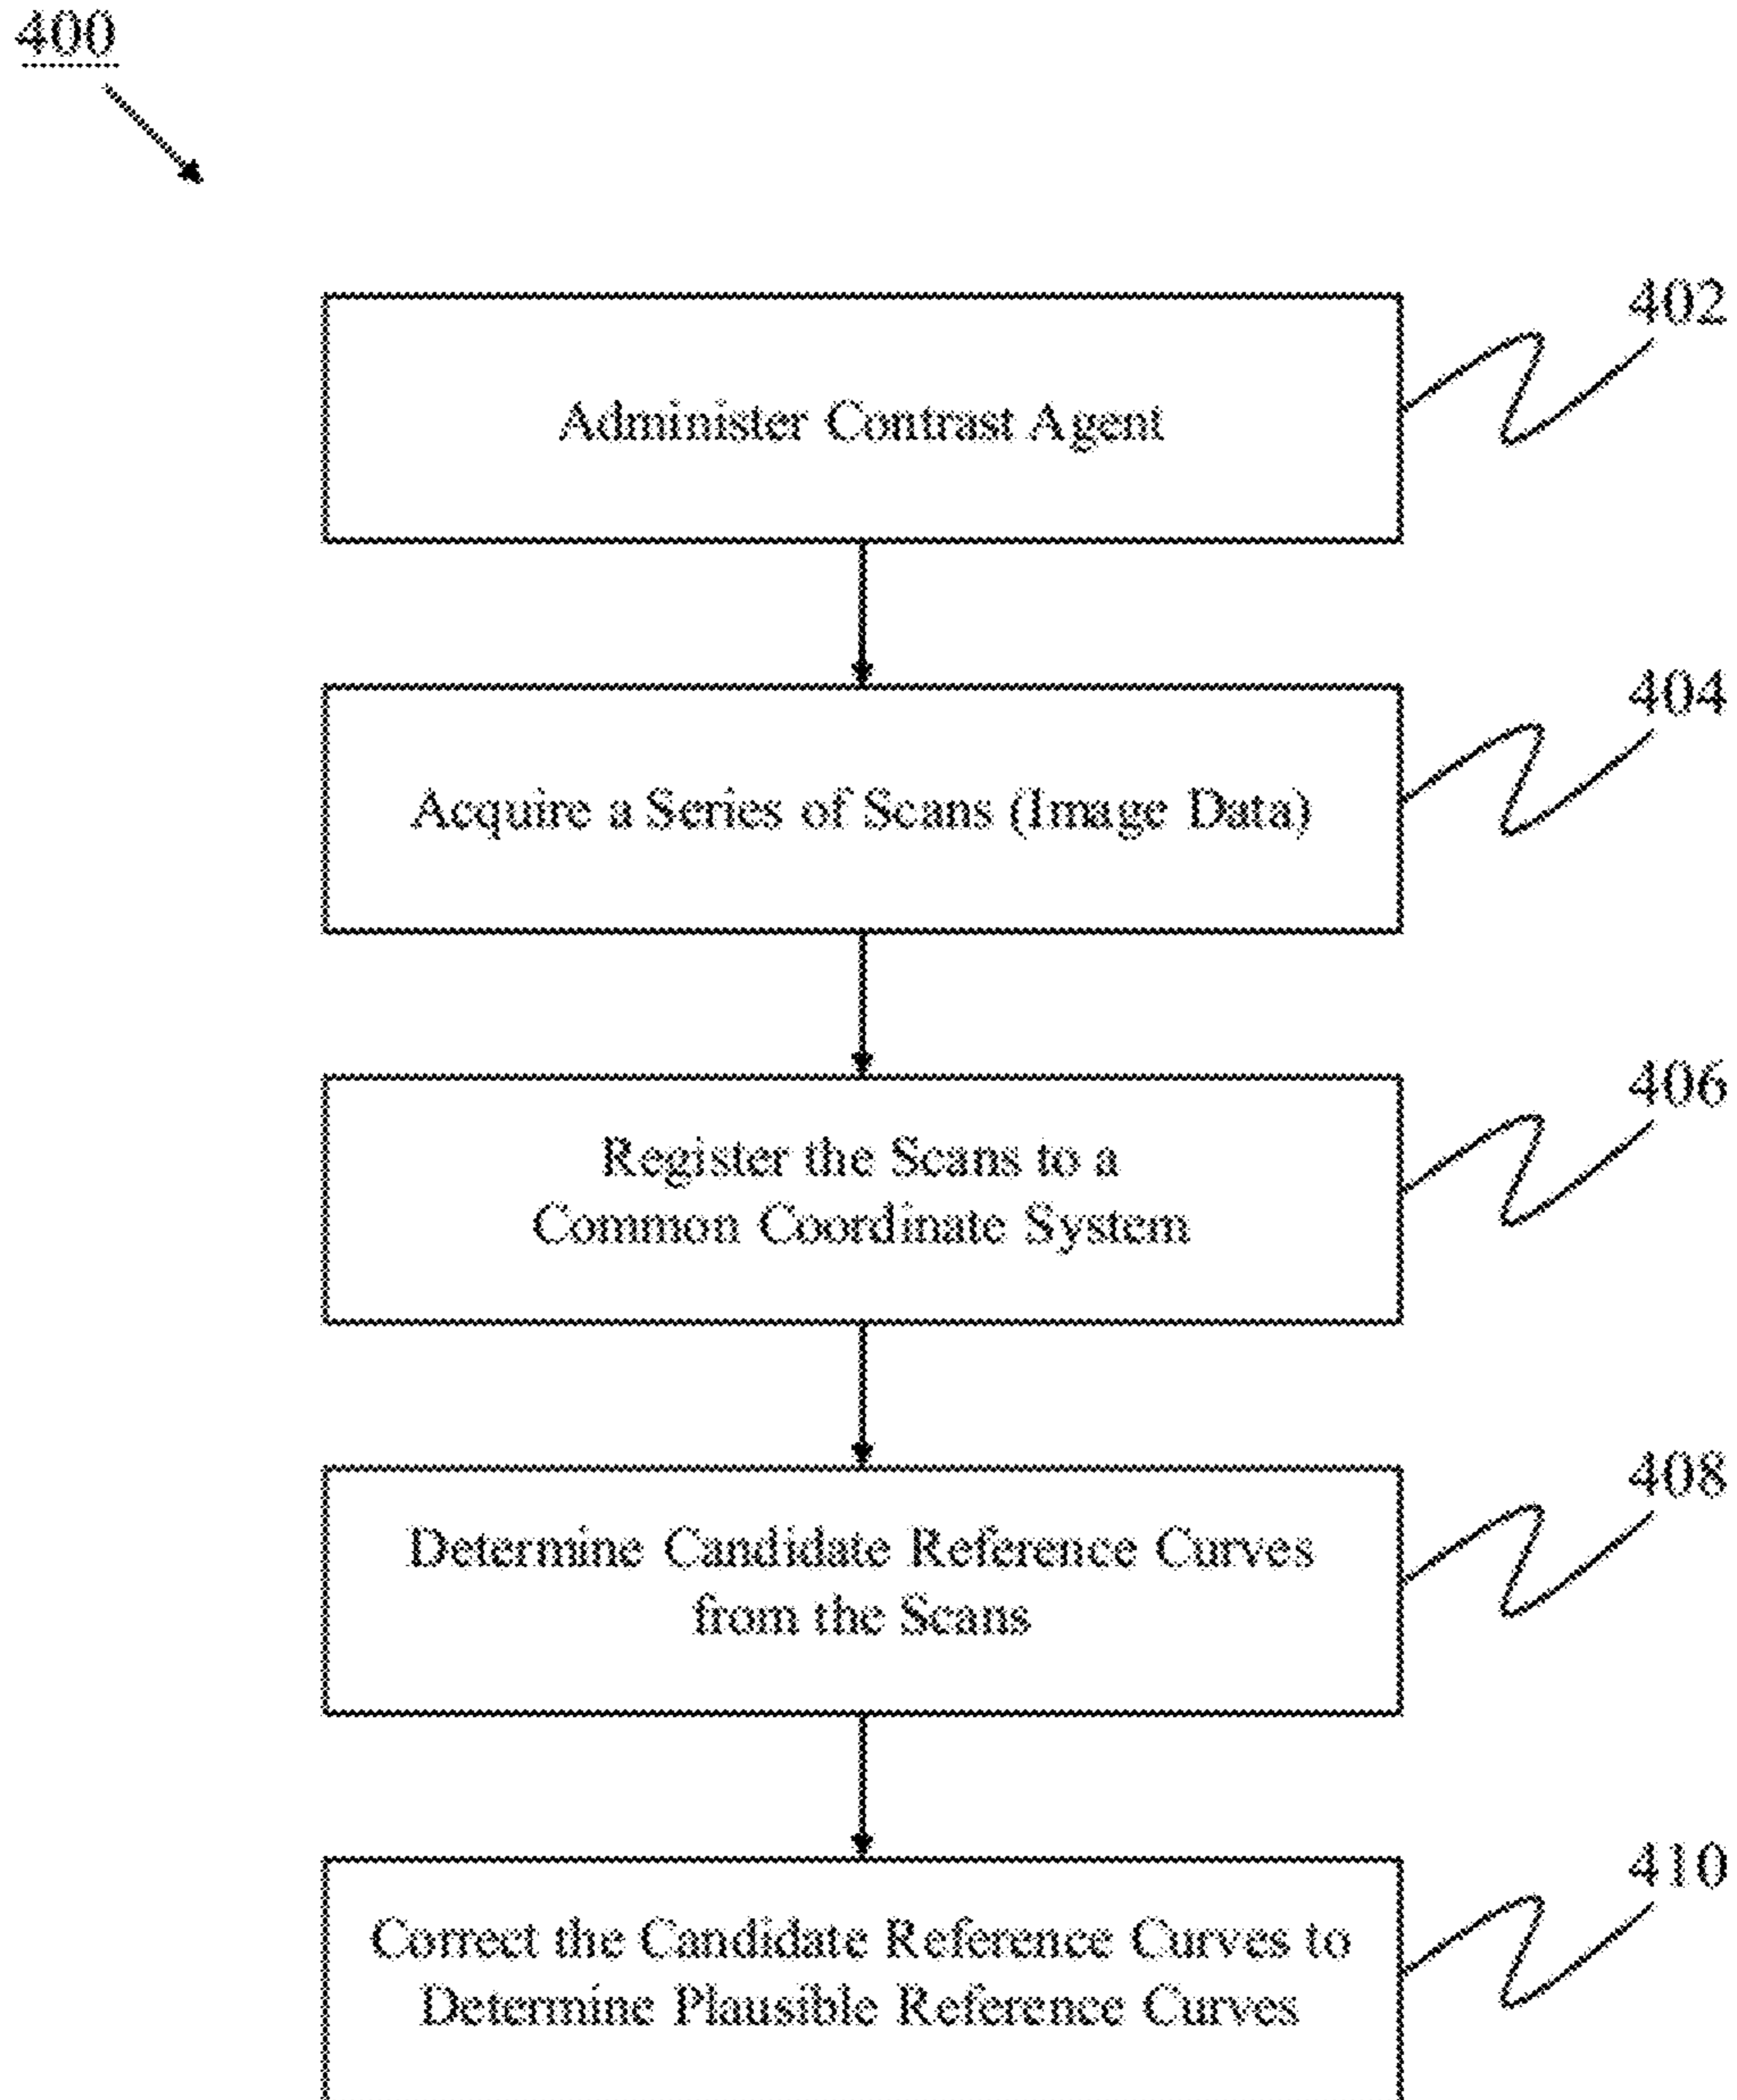 400
402
Administer Contrast Agent
404
Acquire a Series of Scans (Image Data)
406
Register the Scans to a
Common Coordinate System
408
Determine Candidate Reference Curves
from the Scans
410
Correct the Candidate Reference Curves to
Determine Plausible Reference Curves